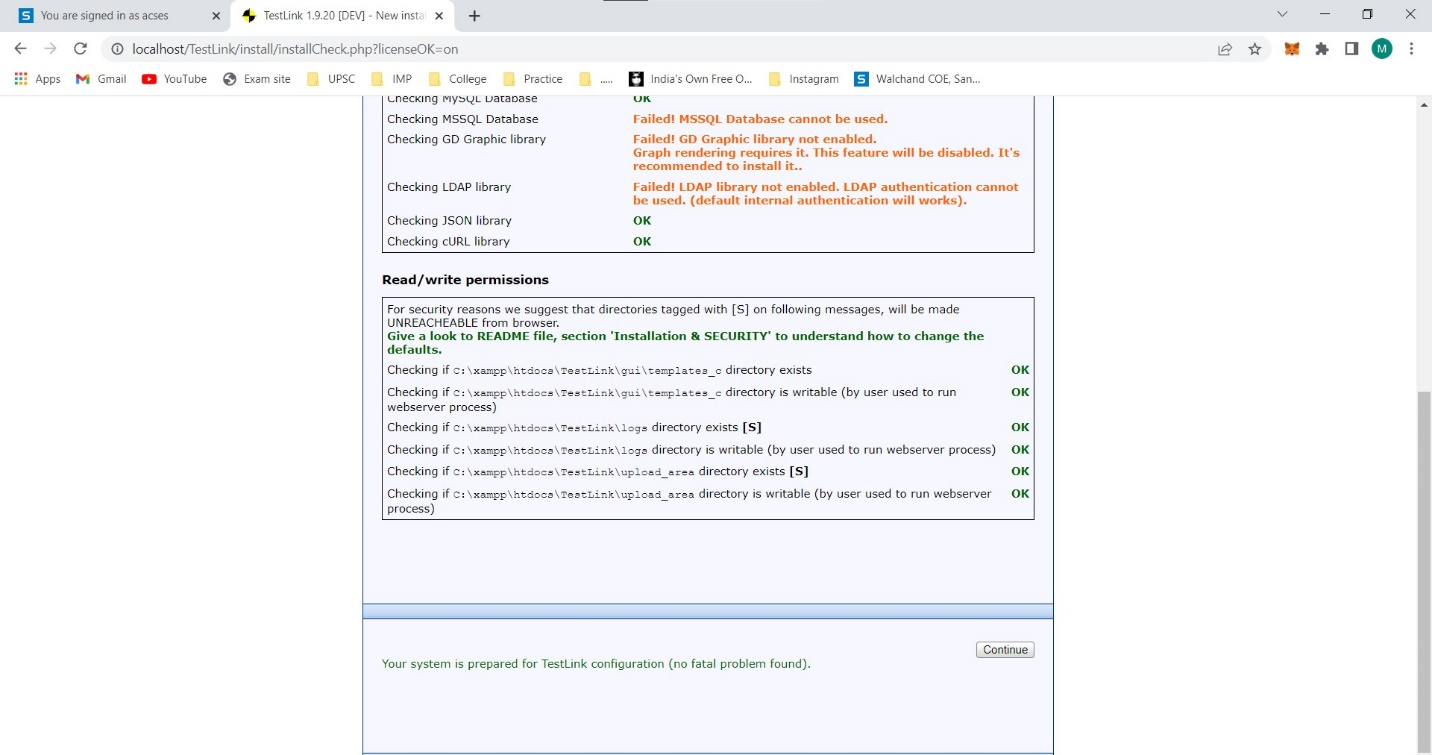 You are signed in as acses
TestLink 1.9.20 [DEV] - New insta
localhost/TestLink/install/installCheck.php?licenseOK=on
M
Apps
Gmail
YouTube
Exam site
UPSC
IMP
College
Practice
.....
India's Own Free O...
Instagram
Walchand COE, San...
Checking MySQL Database OK
Checking MSSQL Database Failed! MSSQL Database cannot be used.
Checking GD Graphic library Failed! GD Graphic library not enabled.
Graph rendering requires it. This feature will be disabled. It's
recommended to install it..
Checking LDAP library Failed! LDAP library not enabled. LDAP authentication cannot
be used. (default internal authentication will works).
Checking JSON library OK
Checking cURL library OK
Read/write permissions
For security reasons we suggest that directories tagged with [S] on following messages, will be made
UNREACHEABLE from browser.
Give a look to README file, section 'Installation & SECURITY' to understand how to change the
defaults.
Checking if C:\xampp\htdocs\TestLink\gui\templates_c directory exists OK
Checking if C:\xampp\htdocs\TestLink\gui\templates_c directory is writable (by user used to run OK
webserver process)
Checking if C:\xampp\htdocs\TestLink\logs directory exists [S] OK
Checking if C:\xampp\htdocs\TestLink\logs directory is writable (by user used to run webserver process) OK
Checking if C:\xampp\htdocs\TestLink\upload_area directory exists [S] OK
Checking if C:\xampp\htdocs\TestLink\upload_area directory is writable (by user used to run webserver OK
process)
Continue
Your system is prepared for TestLink configuration (no fatal problem found).